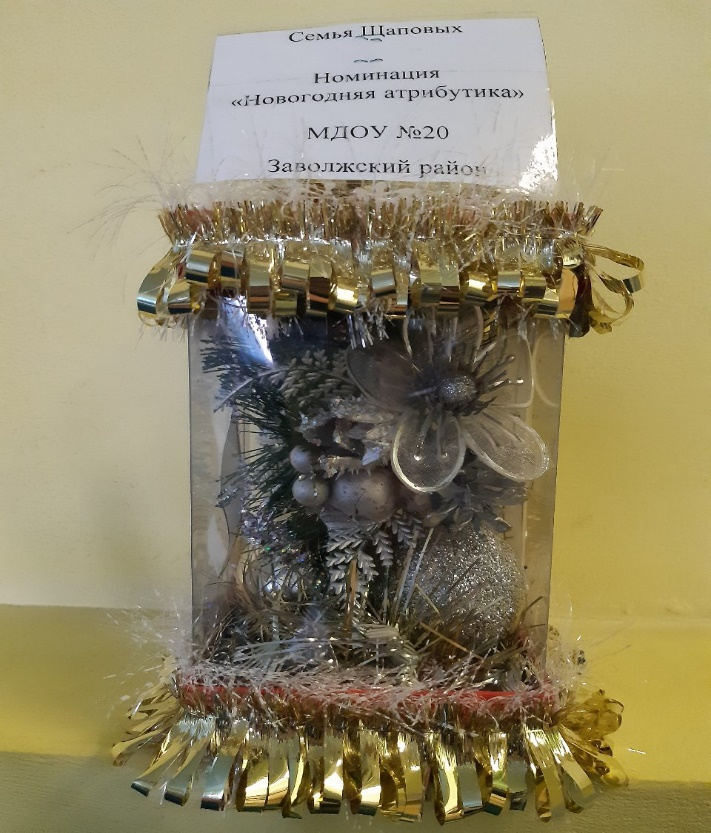 Семья Щаповых
Номинация
«Новогодняя атрибутика»
МДОУ №20
Заволжский район